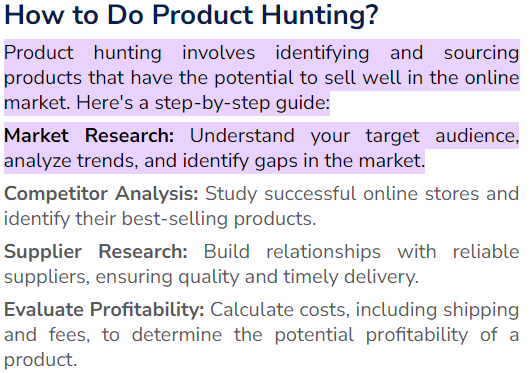 How to Do Product Hunting?
Product hunting involves identifying and sourcing
products that have the potential to sell well in the online
market. Here's a step-by-step guide:
Market Research: Understand your target audience,
analyze trends, and identify gaps in the market.
Competitor Analysis: Study successful online stores and
identify their best-selling products.
Supplier Research: Build relationships with reliable
suppliers, ensuring quality and timely delivery.
Evaluate Profitability: Calculate costs, including shipping
and fees, to determine the potential profitability of a
product.